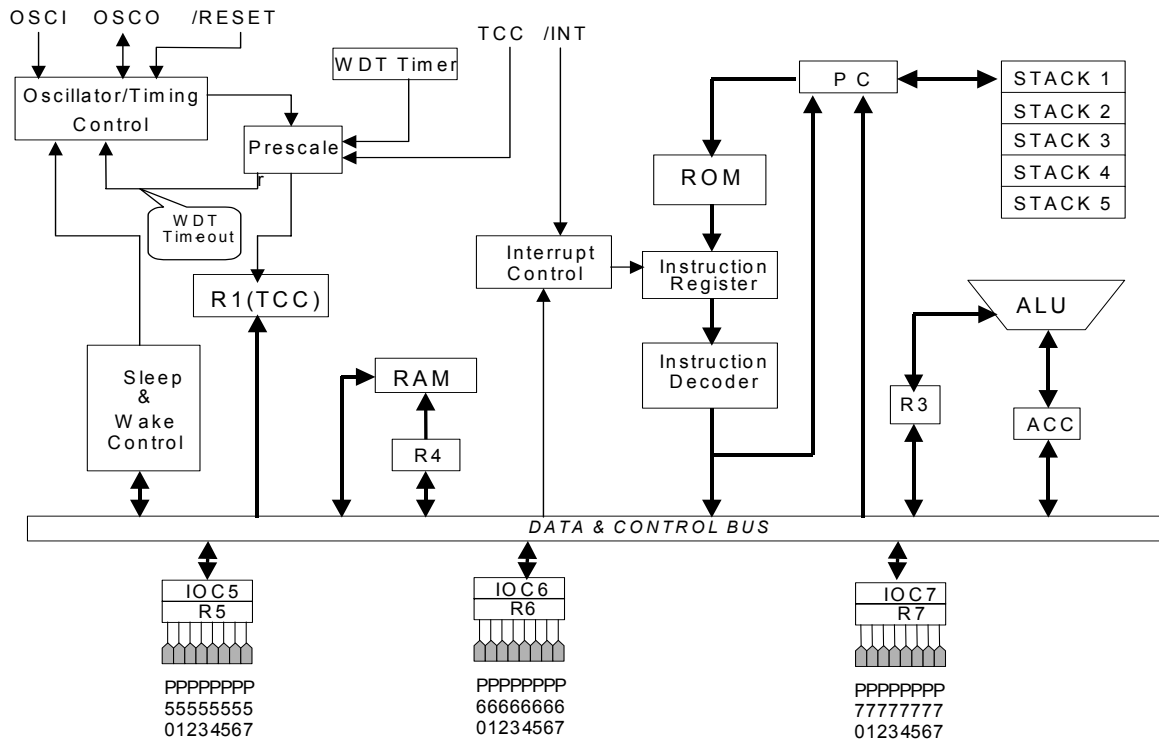 OSCI OSCO /RESET
TCC /INT
WDT Timer
Oscillator/Timing
Control
Prescale
r
WDT
Timeout
PC
STACK 1
STACK 2
STACK 3
STACK 4
STACK 5
ROM
Interrupt
Control
Instruction
Register
R1(TCC)
ALU
Sleep
&
Wake
Control
RAM
R4
Instruction
Decoder
R3
ACC
DATA & CONTROL BUS
IOC5
R5
IOC6
R6
IOC7
R7
PPPPPPPP
55555555
01234567
PPPPPPPP
66666666
01234567
PPPPPPPP
77777777
01234567